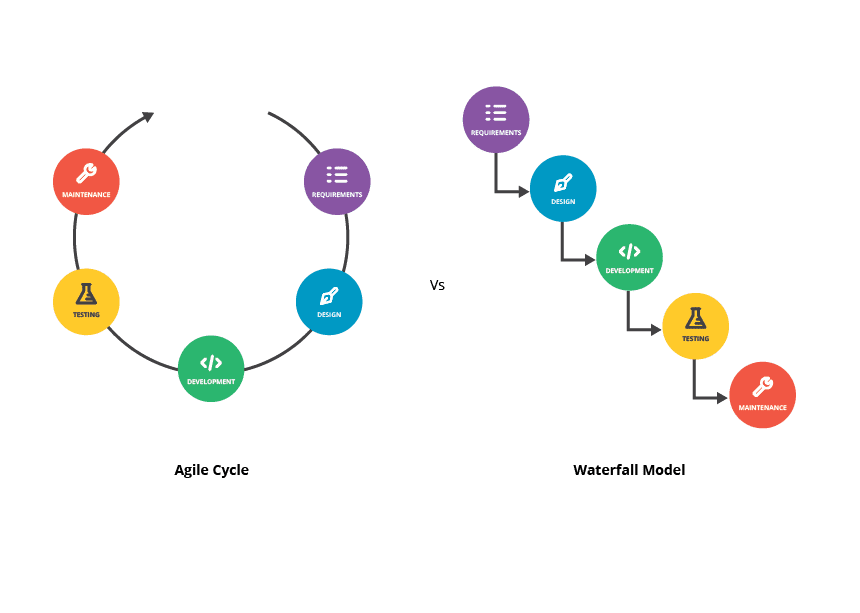 REQUIREMENTS
MAINTENANCE
REQUIREMENTS
DESIGN
DEVELOPMENT
Vs
TESTING
DESIGN
TESTING
DEVELOPMENT
MAINTENANCE
Agile Cycle
Waterfall Model